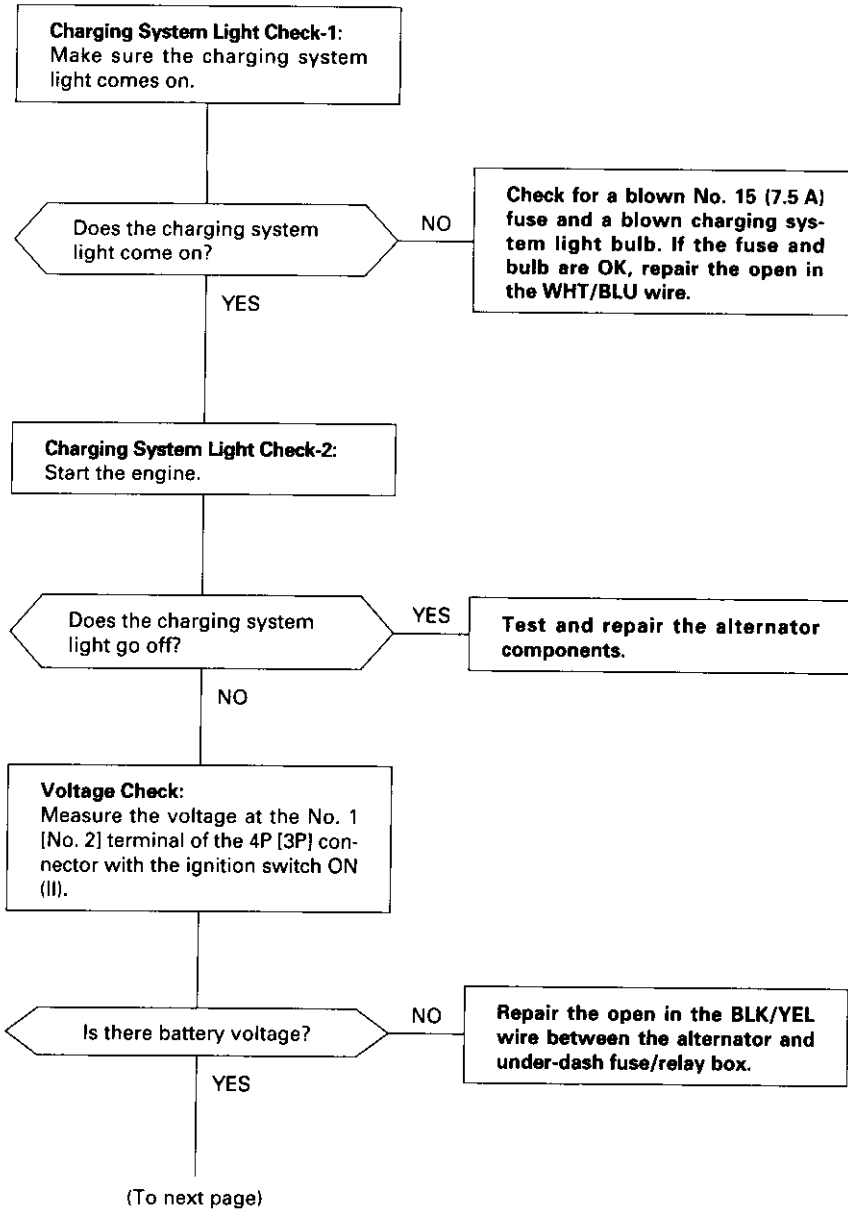 Charging System Light Check-1:
Make sure the charging system
light comes on.
Does the charging system
light come on?
NO
Check for a blown No. 15 (7.5 A)
fuse and a blown charging sys-
tem light bulb. If the fuse and
bulb are OK, repair the open in
the WHT/BLU wire.
YES
Charging System Light Check-2:
Start the engine.
Does the charging system
light go off?
YES
Test and repair the alternator
components.
NO
Voltage Check:
Measure the voltage at the No. 1
[No. 2] terminal of the 4P [3P] con-
nector with the ignition switch ON
(II).
Is there battery voltage?
NO
Repair the open in the BLK/YEL
wire between the alternator and
under-dash fuse/relay box.
YES
(To next page)